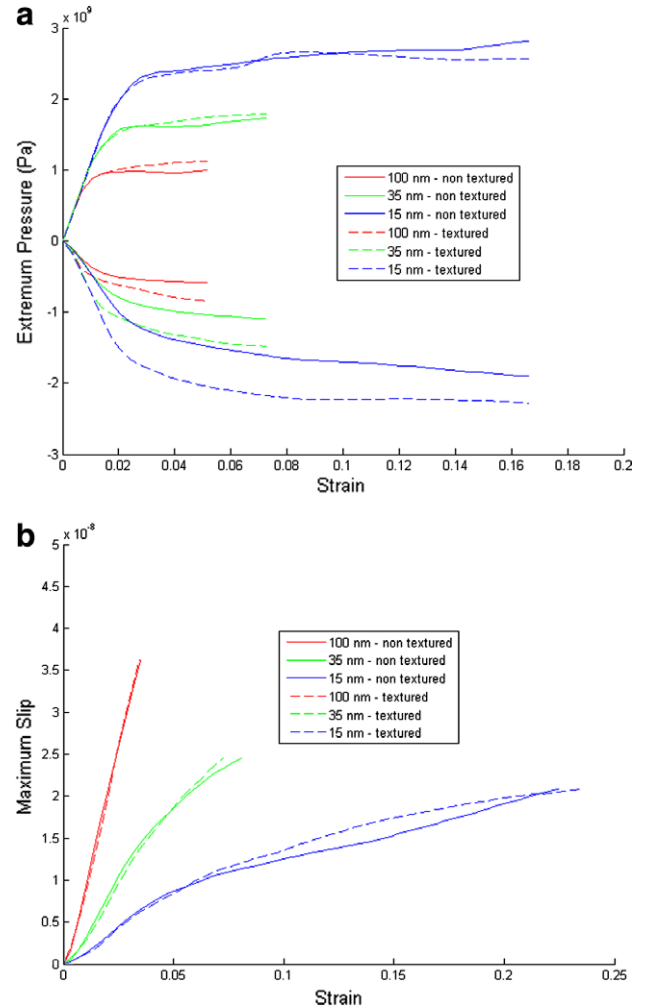 a
× 10⁹
3
2
1
0
-1
-2
-3
Extremum Pressure (Pa)
100 nm - non textured
35 nm - non textured
15 nm - non textured
100 nm - textured
35 nm - textured
15 nm - textured
0 0.02 0.04 0.06 0.08 0.1 0.12 0.14 0.16 0.18 0.2
Strain
b
× 10⁻⁸
5
4.5
4
3.5
3
2.5
2
1.5
1
0.5
0
Maximum Slip
100 nm - non textured
35 nm - non textured
15 nm - non textured
100 nm - textured
35 nm - textured
15 nm - textured
0 0.05 0.1 0.15 0.2 0.25
Strain